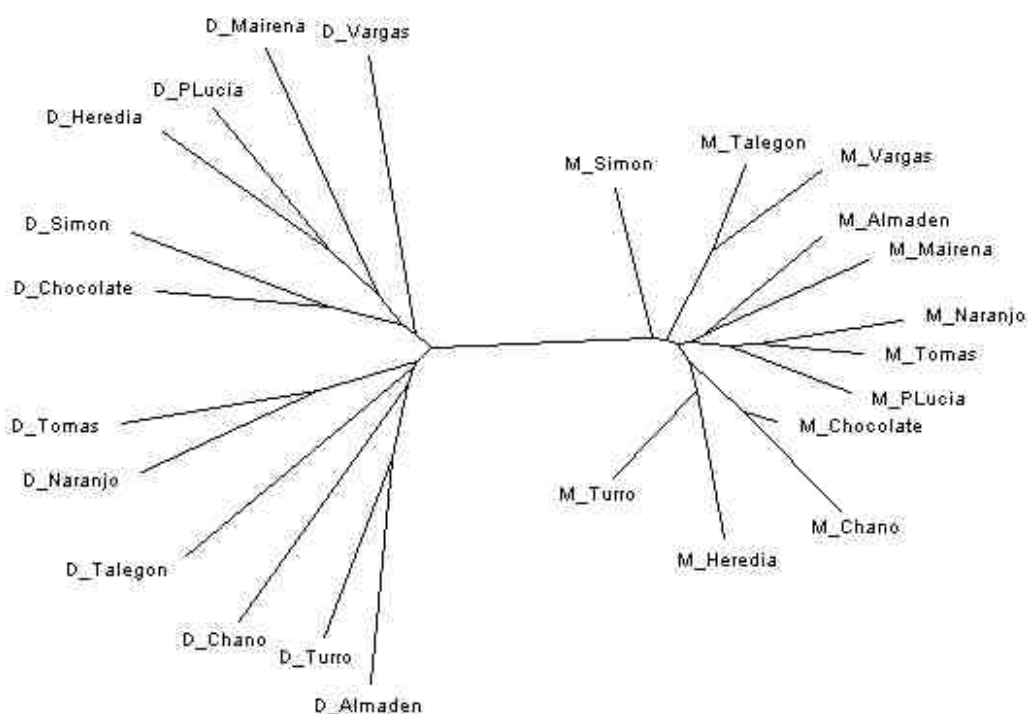 D_Mairena
D_Vargas
D_PLucia
D_Heredia
D_Simon
D_Chocolate
D_Tomas
D_Naranjo
D_Talegon
D_Chano
D_Turro
D_Almaden
M_Simon
M_Talegon
M_Vargas
M_Almaden
M_Mairena
M_Naranjo
M_Tomas
M_PLucia
M_Chocolate
M_Turro
M_Chano
M_Heredia